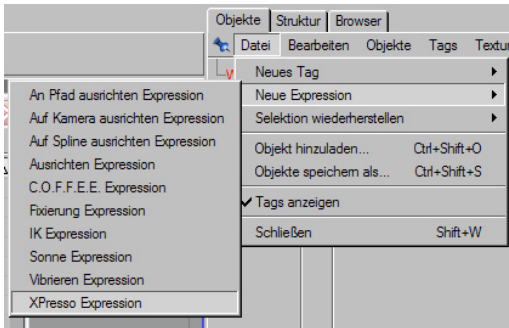 Objekte Struktur Browser
Datei Bearbeiten Objekte Tags Textu
Neues Tag
Neue Expression
Selektion wiederherstellen
Objekt hinzuladen... Ctrl+Shift+O
Objekte speichern als... Ctrl+Shift+S
Tags anzeigen
Schließen Shift+W
An Pfad ausrichten Expression
Auf Kamera ausrichten Expression
Auf Spline ausrichten Expression
Ausrichten Expression
C.O.F.F.E.E. Expression
Fixierung Expression
IK Expression
Sonne Expression
Vibrieren Expression
XPresso Expression